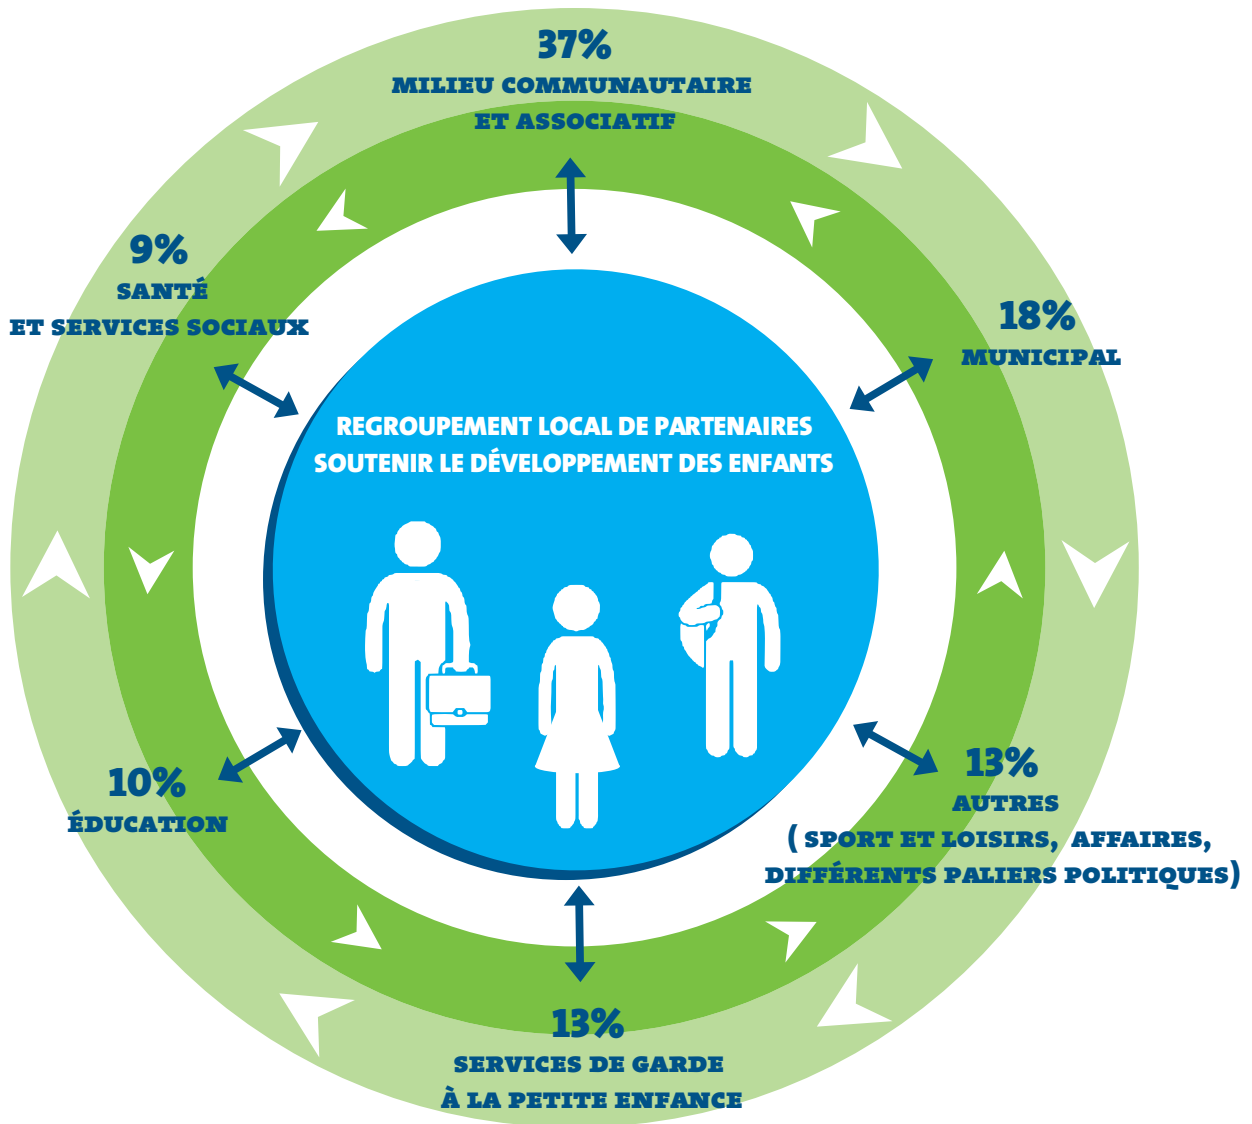 37%
MILIEU COMMUNAUTAIRE
ET ASSOCIATIF
9%
SANTÉ
ET SERVICES SOCIAUX
18%
MUNICIPAL
REGROUPEMENT LOCAL DE PARTENAIRES
SOUTENIR LE DÉVELOPPEMENT DES ENFANTS
10%
ÉDUCATION
13%
AUTRES
( SPORT ET LOISIRS, AFFAIRES,
DIFFÉRENTS PALIERS POLITIQUES)
13%
SERVICES DE GARDE
À LA PETITE ENFANCE